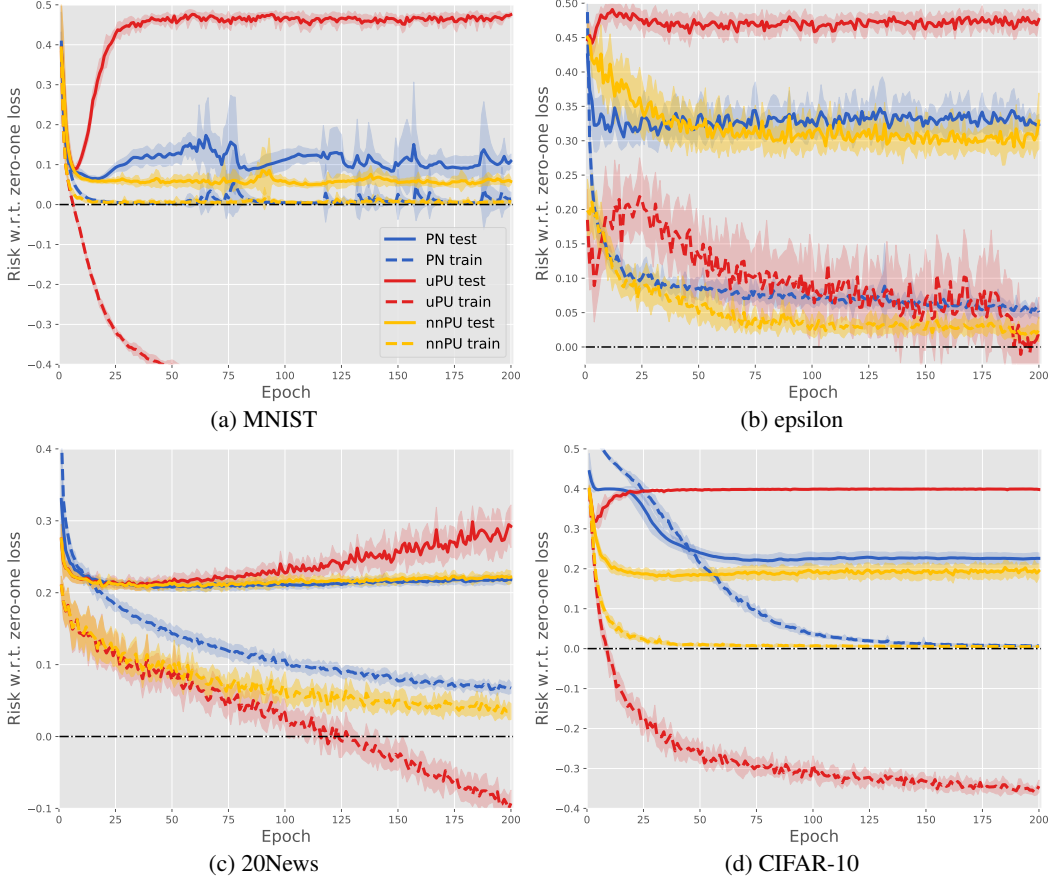 0.5
0.4
0.3
0.2
0.1
0.0
−0.1
−0.2
−0.3
−0.4
Risk w.r.t. zero-one loss
0 25 50 75 100 125 150 175 200
Epoch
PN test
PN train
uPU test
uPU train
nnPU test
nnPU train
(a) MNIST
0.50
0.45
0.40
0.35
0.30
0.25
0.20
0.15
0.10
0.05
0.00
Risk w.r.t. zero-one loss
0 25 50 75 100 125 150 175 200
Epoch
(b) epsilon
0.4
0.3
0.2
0.1
0.0
−0.1
Risk w.r.t. zero-one loss
0 25 50 75 100 125 150 175 200
Epoch
(c) 20News
0.5
0.4
0.3
0.2
0.1
0.0
−0.1
−0.2
−0.3
−0.4
Risk w.r.t. zero-one loss
0 25 50 75 100 125 150 175 200
Epoch
(d) CIFAR-10